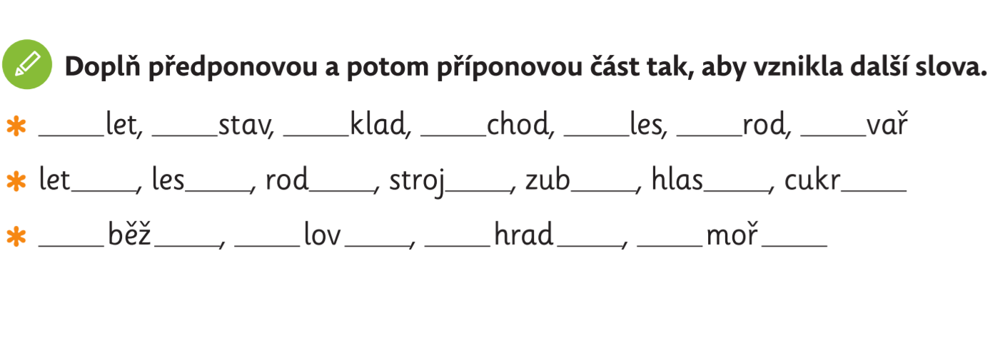 Doplň předponovou a potom příponovou část tak, aby vznikla další slova.
* _____let, _____stav, _____klad, _____chod, _____les, _____rod, _____vař
* let_____, les_____, rod_____, stroj_____, zub_____, hlas_____, cukr_____
* _____běž_____, _____lov_____, _____hrad_____, _____moř_____